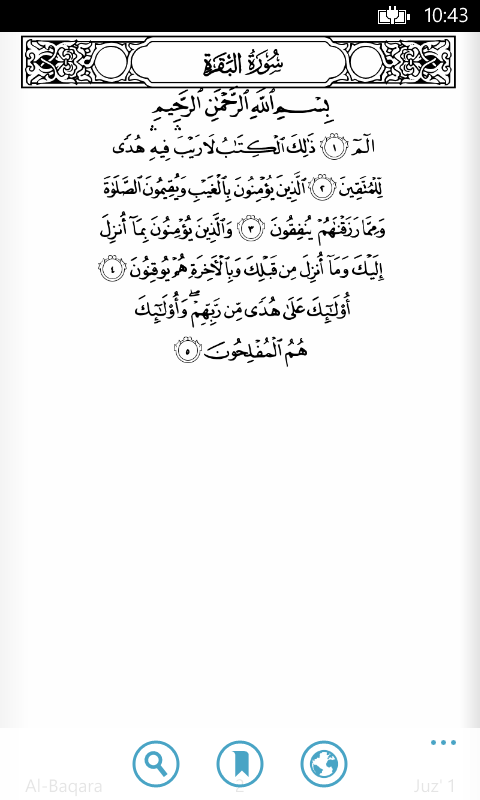 10:43
سُورَةُ البَقَرَةِ
بِسْمِ ٱللَّهِ ٱلرَّحْمَٰنِ ٱلرَّحِيمِ
الٓمٓ ١ ذَٰلِكَ ٱلْكِتَٰبُ لَا رَيْبَ ۛ فِيهِ ۛ هُدًى
لِّلْمُتَّقِينَ ٢ ٱلَّذِينَ يُؤْمِنُونَ بِٱلْغَيْبِ وَيُقِيمُونَ ٱلصَّلَوٰةَ
وَمِمَّا رَزَقْنَٰهُمْ يُنفِقُونَ ٣ وَٱلَّذِينَ يُؤْمِنُونَ بِمَآ أُنزِلَ
إِلَيْكَ وَمَآ أُنزِلَ مِن قَبْلِكَ وَبِٱلْءَاخِرَةِ هُمْ يُوقِنُونَ ٤
أُو۟لَٰٓئِكَ عَلَىٰ هُدًى مِّن رَّبِّهِمْ ۖ وَأُو۟لَٰٓئِكَ
هُمُ ٱلْمُفْلِحُونَ ٥
Al-Baqara 2 Juz' 1